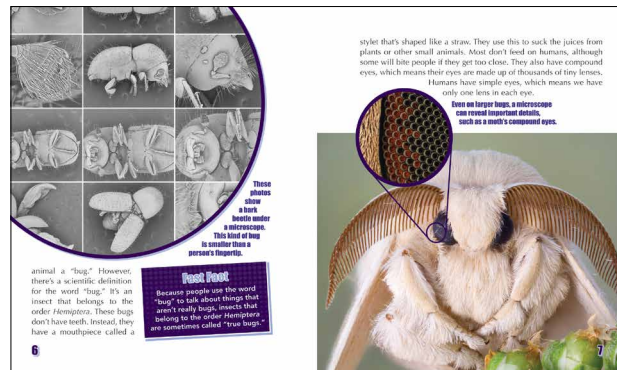 These
photos
show
a bark
beetle under
a microscope.
This kind of bug
is smaller than a
person's fingertip.
animal a "bug." However,
there's a scientific definition
for the word "bug." It's an
insect that belongs to the
order Hemiptera. These bugs
don't have teeth. Instead, they
have a mouthpiece called a
Fast Fact
Because people use the word
"bug" to talk about things that
aren't really bugs, insects that
belong to the order Hemiptera
are sometimes called "true bugs."
6
stylet that's shaped like a straw. They use this to suck the juices from
plants or other small animals. Most don't feed on humans, although
some will bite people if they get too close. They also have compound
eyes, which means their eyes are made up of thousands of tiny lenses.
Humans have simple eyes, which means we have
only one lens in each eye.
Even on larger bugs, a microscope
can reveal important details,
such as a moth's compound eyes.
7